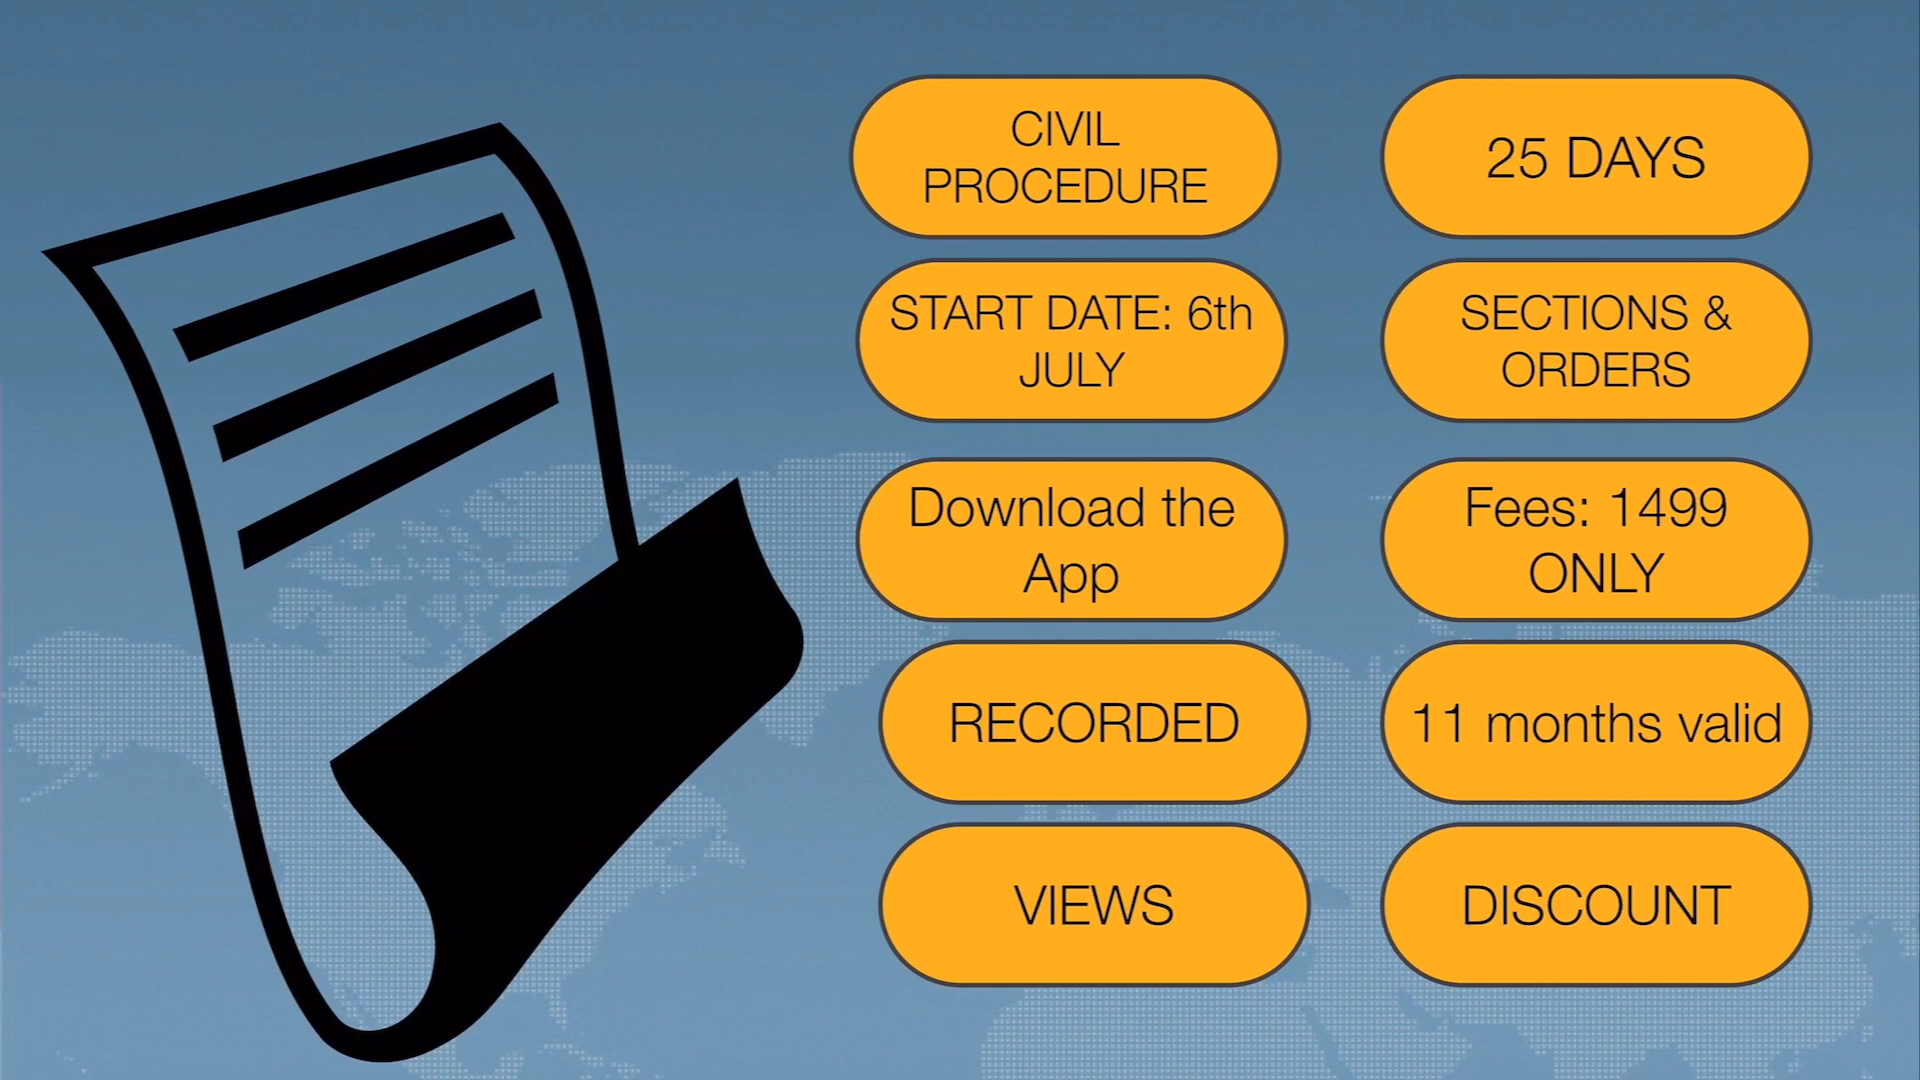 CIVIL
PROCEDURE
25 DAYS
START DATE: 6th
JULY
SECTIONS &
ORDERS
Download the
App
Fees: 1499
ONLY
RECORDED
11 months valid
VIEWS
DISCOUNT